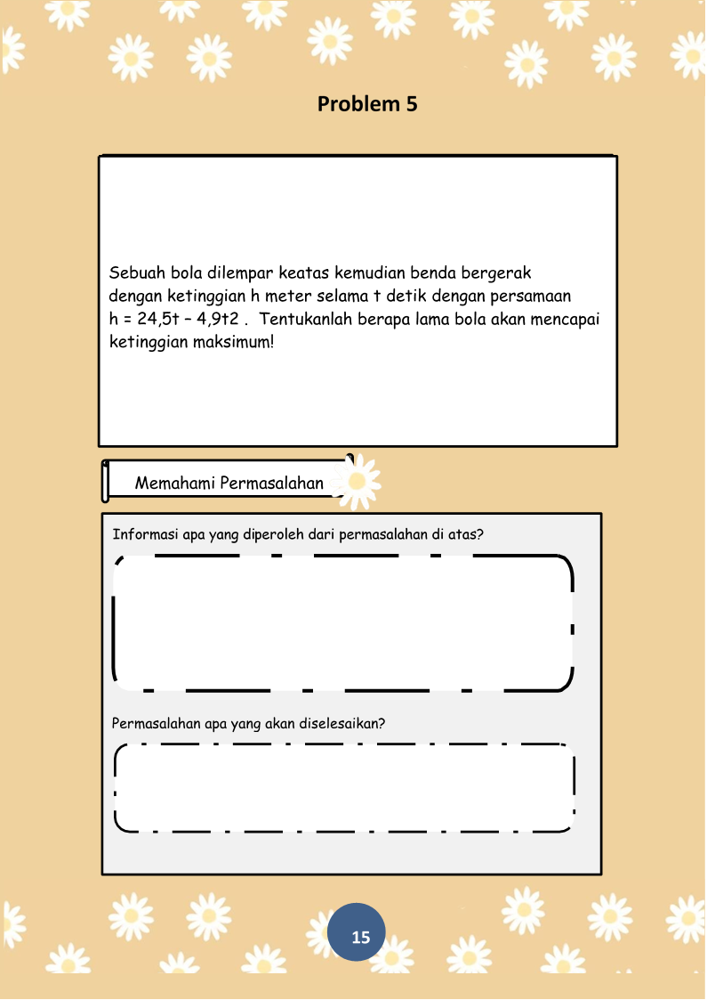 Problem 5
Sebuah bola dilempar keatas kemudian benda bergerak
dengan ketinggian h meter selama t detik dengan persamaan
h = 24,5t – 4,9t2 .  Tentukanlah berapa lama bola akan mencapai
ketinggian maksimum!
Memahami Permasalahan
Informasi apa yang diperoleh dari permasalahan di atas?
Permasalahan apa yang akan diselesaikan?
15